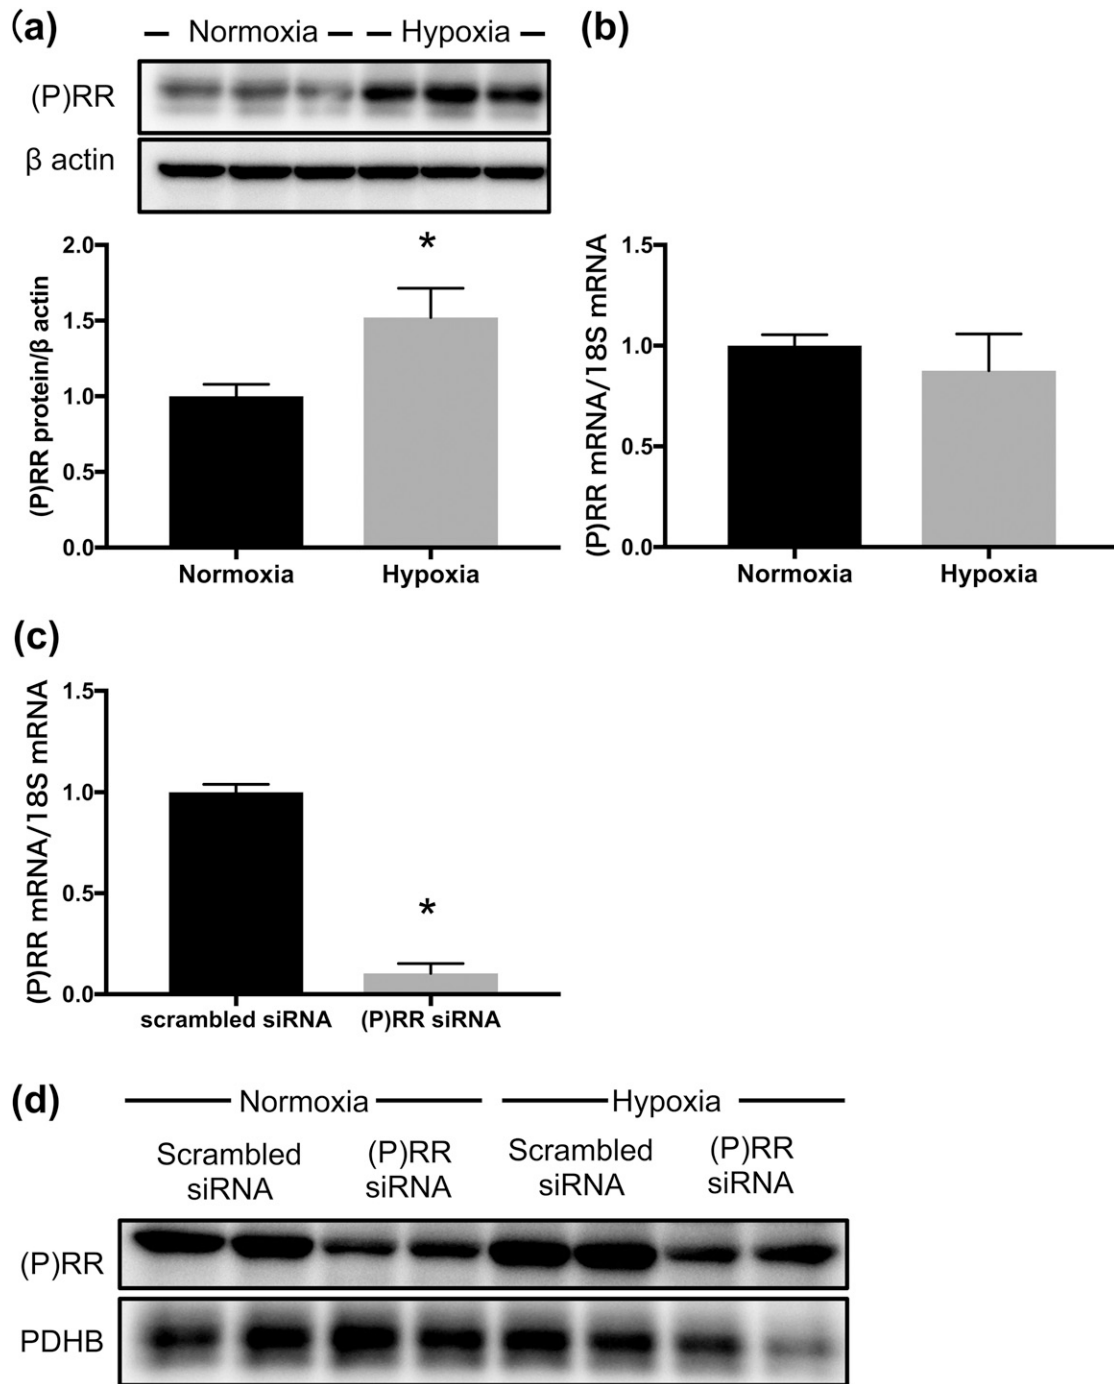 (a)
Normoxia Hypoxia
(P)RR
β actin
(P)RR protein/β actin
2.0
1.5
1.0
0.5
0.0
*
Normoxia Hypoxia
(b)
(P)RR mRNA/18S mRNA
1.5
1.0
0.5
0.0
Normoxia Hypoxia
(c)
(P)RR mRNA/18S mRNA
1.5
1.0
0.5
0.0
*
scrambled siRNA (P)RR siRNA
(d)
Normoxia Hypoxia
Scrambled (P)RR Scrambled (P)RR
siRNA siRNA siRNA siRNA
(P)RR
PDHB